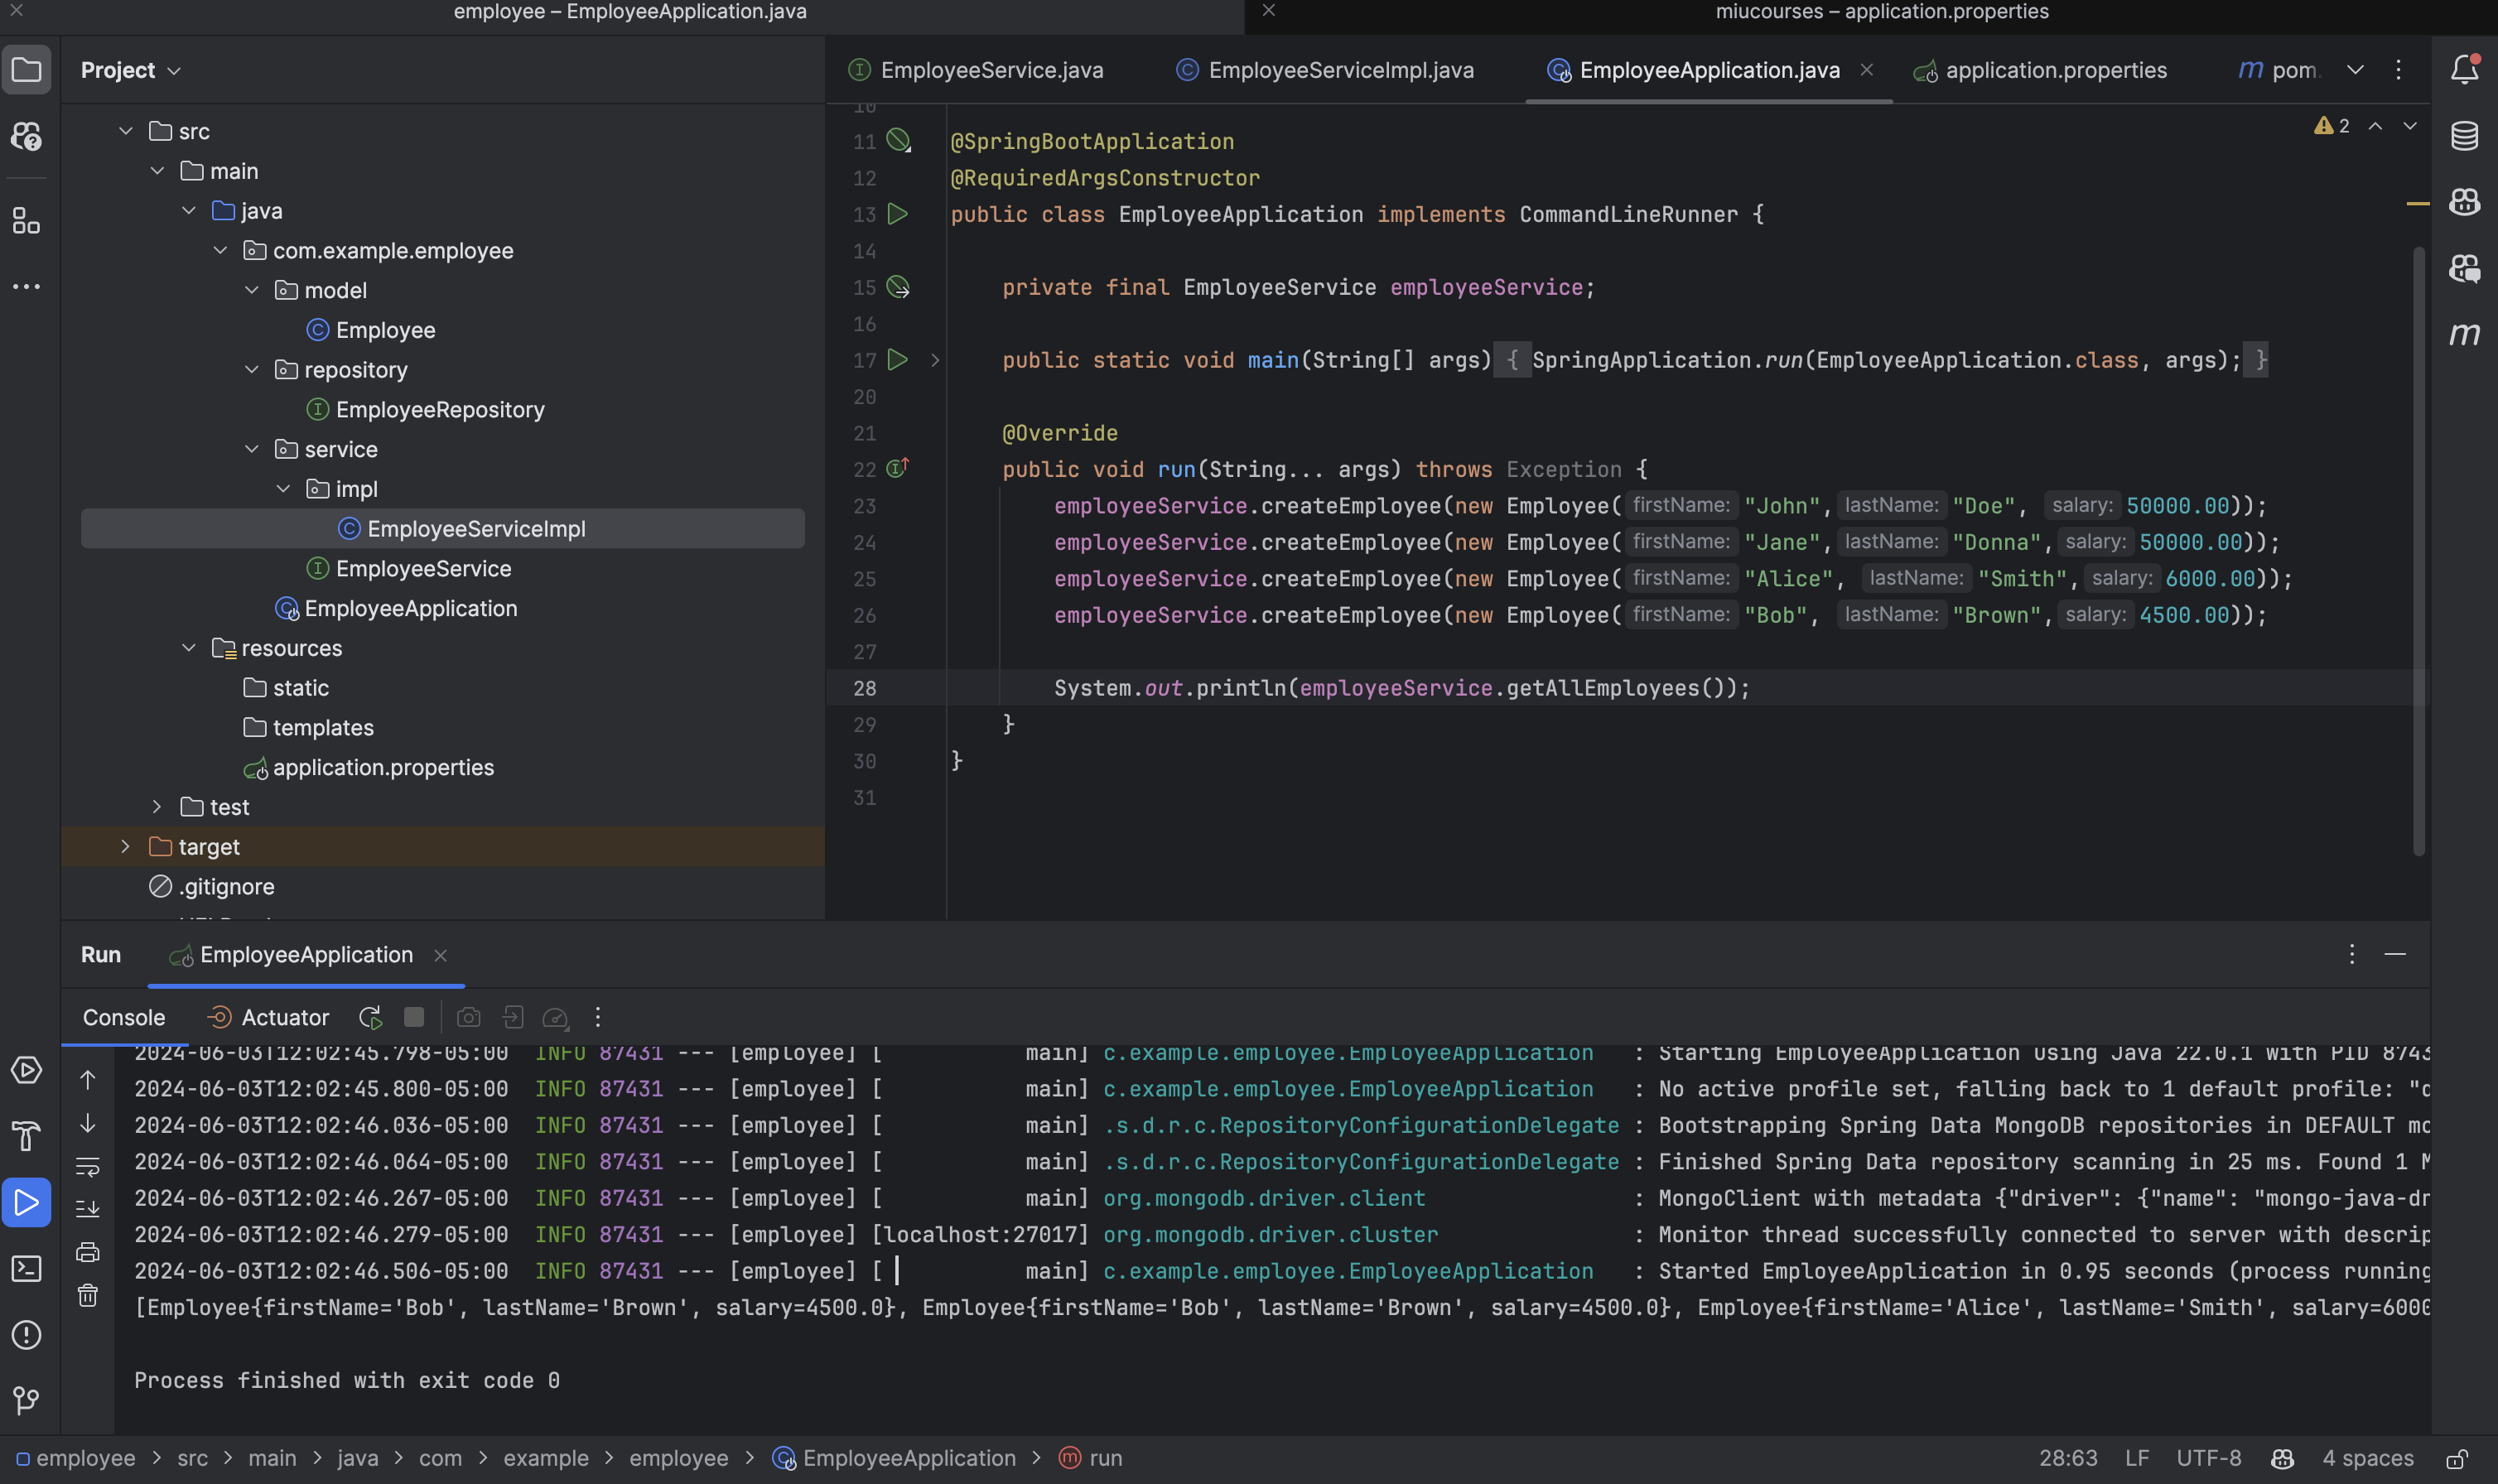 employee – EmployeeApplication.java
miucourses – application.properties
Project
EmployeeService.java
EmployeeServiceImpl.java
EmployeeApplication.java
application.properties
pom.
src
main
java
com.example.employee
model
Employee
repository
EmployeeRepository
service
impl
EmployeeServiceImpl
EmployeeService
EmployeeApplication
resources
static
templates
application.properties
test
target
.gitignore
2
10
11 @SpringBootApplication
12 @RequiredArgsConstructor
13 public class EmployeeApplication implements CommandLineRunner {
14
15 private final EmployeeService employeeService;
16
17 public static void main(String[] args) { SpringApplication.run(EmployeeApplication.class, args); }
20
21 @Override
22 public void run(String... args) throws Exception {
23 employeeService.createEmployee(new Employee( firstName: "John", lastName: "Doe", salary: 50000.00));
24 employeeService.createEmployee(new Employee( firstName: "Jane", lastName: "Donna", salary: 50000.00));
25 employeeService.createEmployee(new Employee( firstName: "Alice", lastName: "Smith", salary: 6000.00));
26 employeeService.createEmployee(new Employee( firstName: "Bob", lastName: "Brown", salary: 4500.00));
27
28 System.out.println(employeeService.getAllEmployees());
29 }
30 }
31
Run
EmployeeApplication
Console
Actuator
2024-06-03T12:02:45.798-05:00 INFO 87431 --- [employee] [ main] c.example.employee.EmployeeApplication : Starting EmployeeApplication using Java 22.0.1 with PID 8743
2024-06-03T12:02:45.800-05:00 INFO 87431 --- [employee] [ main] c.example.employee.EmployeeApplication : No active profile set, falling back to 1 default profile: "d
2024-06-03T12:02:46.036-05:00 INFO 87431 --- [employee] [ main] .s.d.r.c.RepositoryConfigurationDelegate : Bootstrapping Spring Data MongoDB repositories in DEFAULT mo
2024-06-03T12:02:46.064-05:00 INFO 87431 --- [employee] [ main] .s.d.r.c.RepositoryConfigurationDelegate : Finished Spring Data repository scanning in 25 ms. Found 1 M
2024-06-03T12:02:46.267-05:00 INFO 87431 --- [employee] [ main] org.mongodb.driver.client : MongoClient with metadata {"driver": {"name": "mongo-java-dr
2024-06-03T12:02:46.279-05:00 INFO 87431 --- [employee] [localhost:27017] org.mongodb.driver.cluster : Monitor thread successfully connected to server with descrip
2024-06-03T12:02:46.506-05:00 INFO 87431 --- [employee] [ main] c.example.employee.EmployeeApplication : Started EmployeeApplication in 0.95 seconds (process running
[Employee{firstName='Bob', lastName='Brown', salary=4500.0}, Employee{firstName='Bob', lastName='Brown', salary=4500.0}, Employee{firstName='Alice', lastName='Smith', salary=6000
Process finished with exit code 0
employee > src > main > java > com > example > employee > EmployeeApplication > run
28:63 LF UTF-8 4 spaces